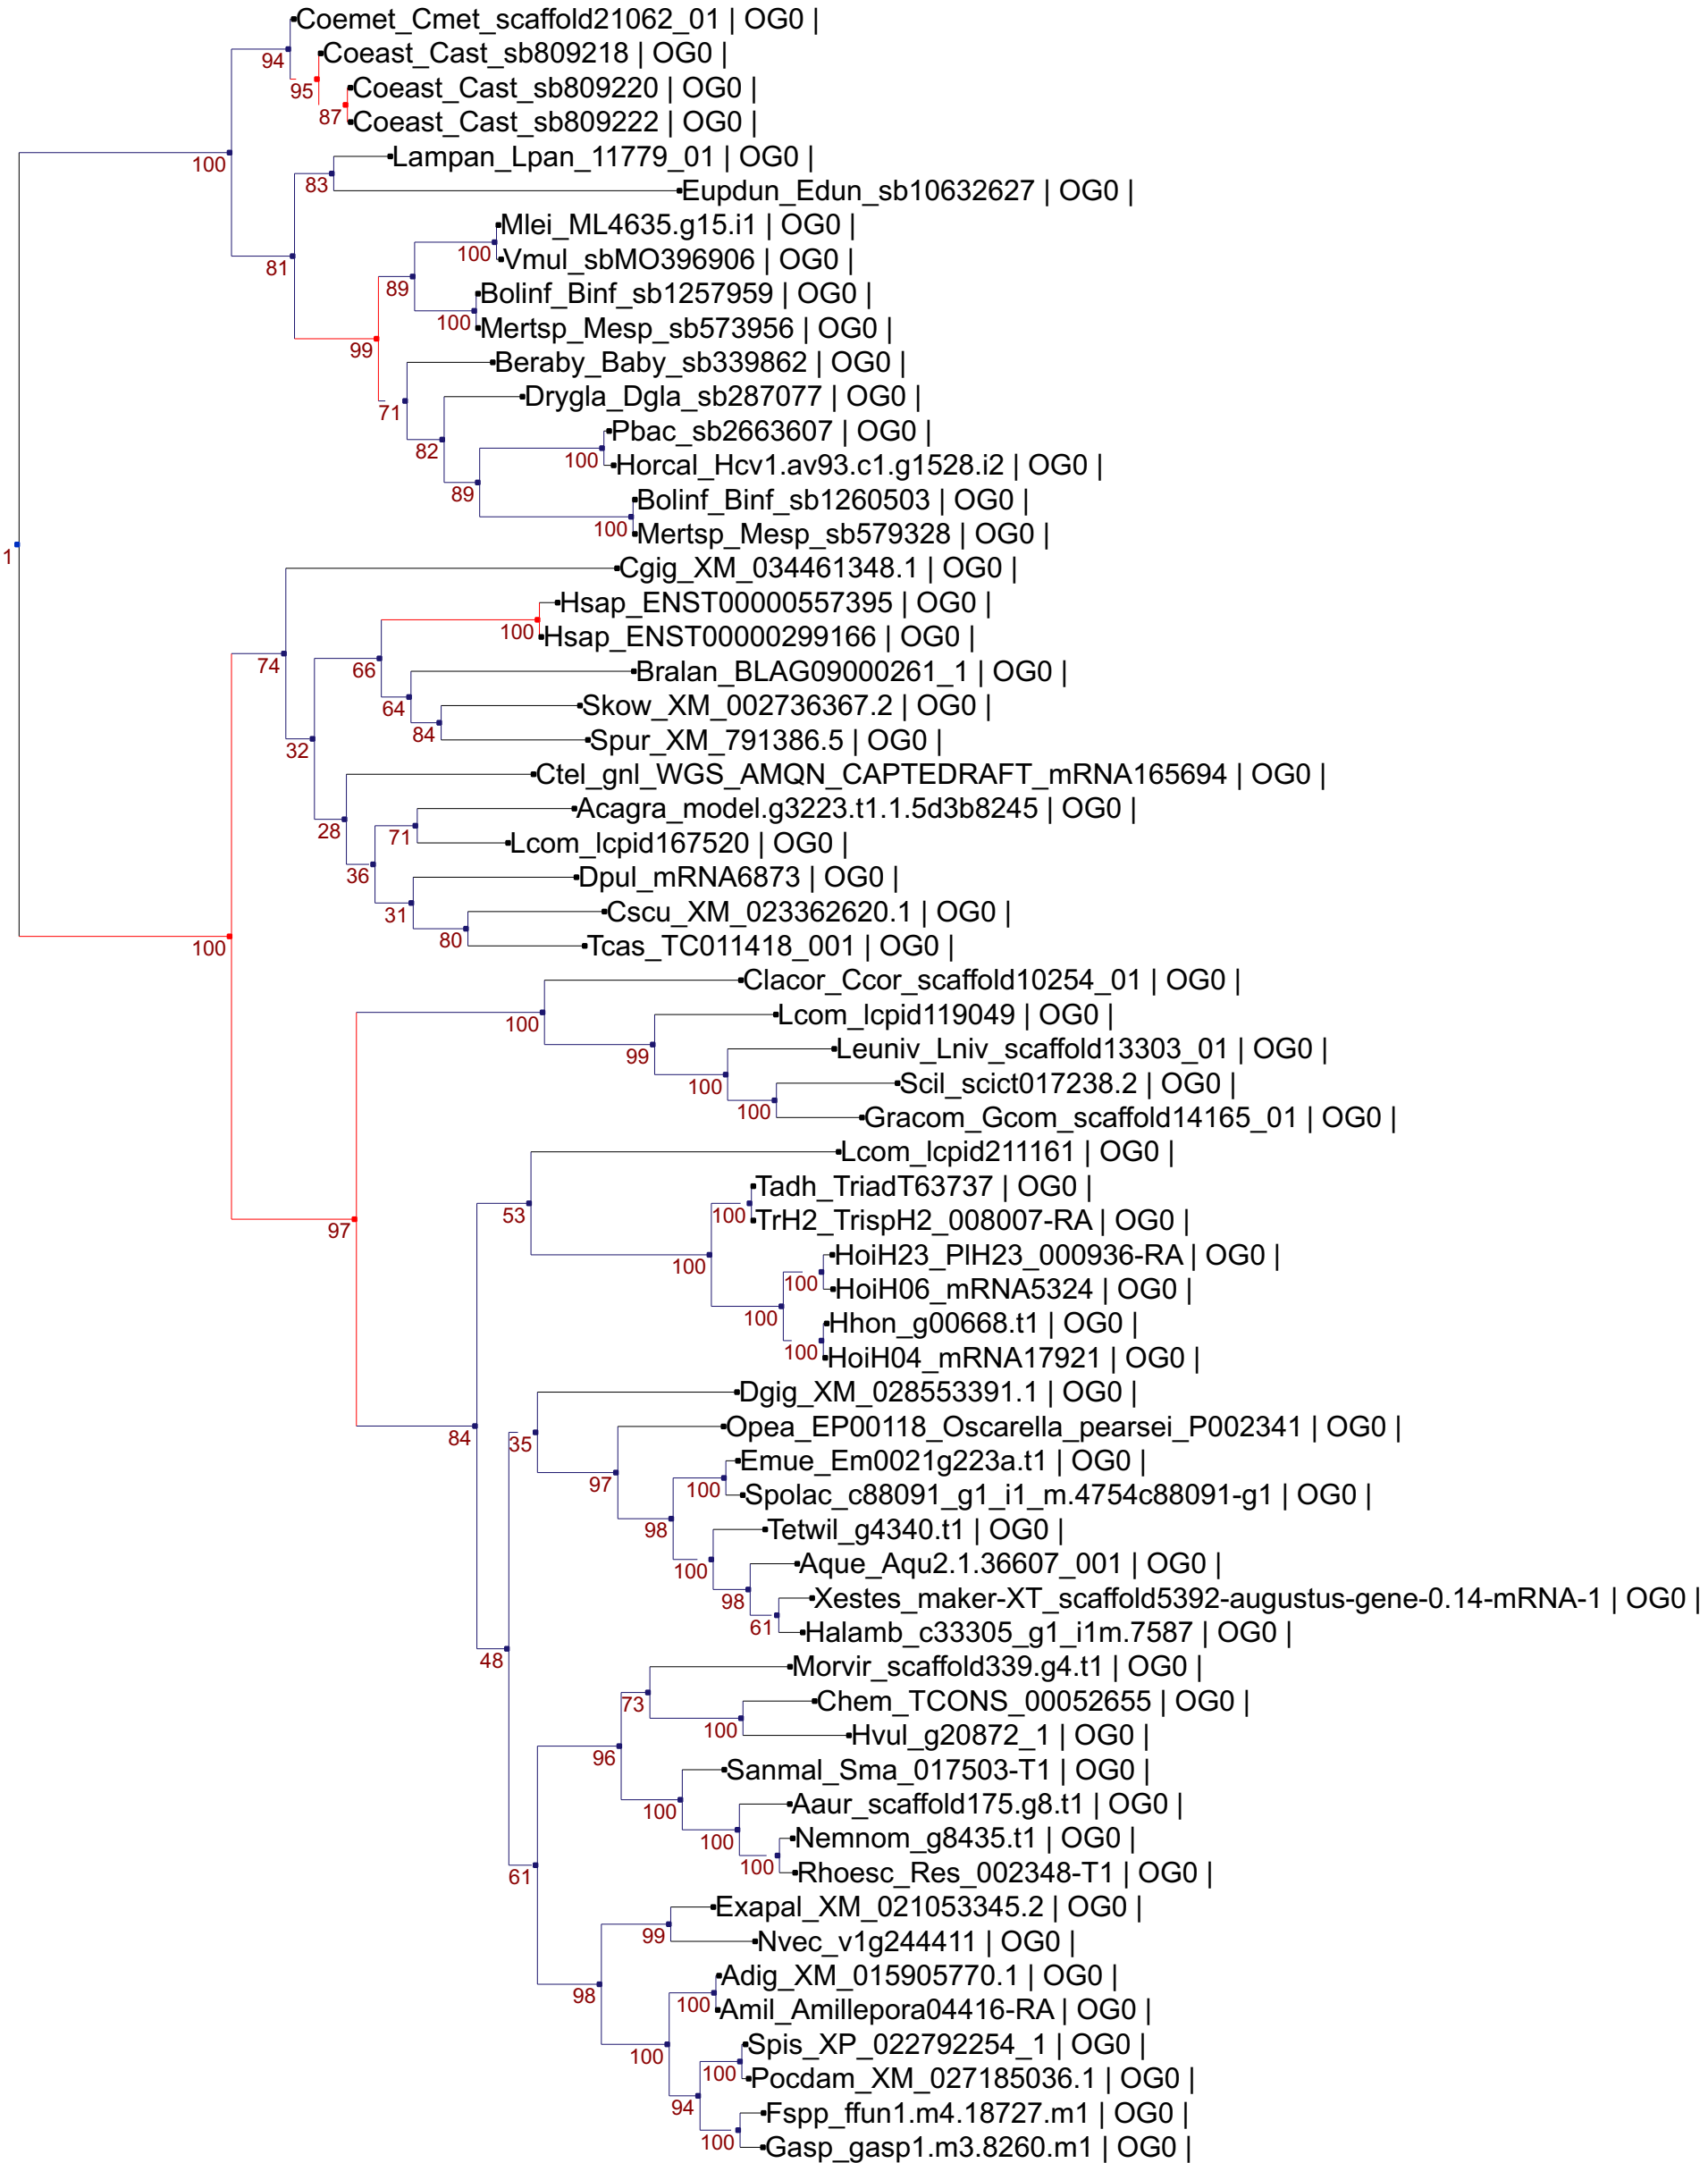 Coemet_Cmet_scaffold21062_01 | OG0 |
94
Coeast_Cast_sb809218 | OG0 |
95
Coeast_Cast_sb809220 | OG0 |
87
Coeast_Cast_sb809222 | OG0 |
100
Lampan_Lpan_11779_01 | OG0 |
83
Eupdun_Edun_sb10632627 | OG0 |
81
Mlei_ML4635.g15.i1 | OG0 |
100
Vmul_sbMO396906 | OG0 |
89
Bolinf_Binf_sb1257959 | OG0 |
100
Mertsp_Mesp_sb573956 | OG0 |
99
Beraby_Baby_sb339862 | OG0 |
71
Drygla_Dgla_sb287077 | OG0 |
82
Pbac_sb2663607 | OG0 |
100
Horcal_Hcv1.av93.c1.g1528.i2 | OG0 |
89
Bolinf_Binf_sb1260503 | OG0 |
100
Mertsp_Mesp_sb579328 | OG0 |
1
Cgig_XM_034461348.1 | OG0 |
Hsap_ENST00000557395 | OG0 |
100
Hsap_ENST00000299166 | OG0 |
74
66
Bralan_BLAG09000261_1 | OG0 |
64
Skow_XM_002736367.2 | OG0 |
84
Spur_XM_791386.5 | OG0 |
32
Ctel_gnl_WGS_AMQN_CAPTEDRAFT_mRNA165694 | OG0 |
28
Acagra_model.g3223.t1.1.5d3b8245 | OG0 |
71
Lcom_lcpid167520 | OG0 |
36
Dpul_mRNA6873 | OG0 |
31
Cscu_XM_023362620.1 | OG0 |
80
Tcas_TC011418_001 | OG0 |
100
Clacor_Ccor_scaffold10254_01 | OG0 |
100
Lcom_lcpid119049 | OG0 |
99
Leuniv_Lniv_scaffold13303_01 | OG0 |
100
Scil_scict017238.2 | OG0 |
100
Gracom_Gcom_scaffold14165_01 | OG0 |
Lcom_lcpid211161 | OG0 |
97
53
Tadh_TriadT63737 | OG0 |
100
TrH2_TrispH2_008007-RA | OG0 |
100
HoiH23_PlH23_000936-RA | OG0 |
100
HoiH06_mRNA5324 | OG0 |
100
Hhon_g00668.t1 | OG0 |
100
HoiH04_mRNA17921 | OG0 |
Dgig_XM_028553391.1 | OG0 |
84
35
Opea_EP00118_Oscarella_pearsei_P002341 | OG0 |
97
Emue_Em0021g223a.t1 | OG0 |
100
Spolac_c88091_g1_i1_m.4754c88091-g1 | OG0 |
98
Tetwil_g4340.t1 | OG0 |
100
Aque_Aqu2.1.36607_001 | OG0 |
98
Xestes_maker-XT_scaffold5392-augustus-gene-0.14-mRNA-1 | OG0 |
61
Halamb_c33305_g1_i1m.7587 | OG0 |
48
Morvir_scaffold339.g4.t1 | OG0 |
73
Chem_TCONS_00052655 | OG0 |
100
Hvul_g20872_1 | OG0 |
96
Sanmal_Sma_017503-T1 | OG0 |
100
Aaur_scaffold175.g8.t1 | OG0 |
100
Nemnom_g8435.t1 | OG0 |
100
Rhoesc_Res_002348-T1 | OG0 |
61
Exapal_XM_021053345.2 | OG0 |
99
Nvec_v1g244411 | OG0 |
98
Adig_XM_015905770.1 | OG0 |
100
Amil_Amillepora04416-RA | OG0 |
100
Spis_XP_022792254_1 | OG0 |
100
Pocdam_XM_027185036.1 | OG0 |
94
Fspp_ffun1.m4.18727.m1 | OG0 |
100
Gasp_gasp1.m3.8260.m1 | OG0 |